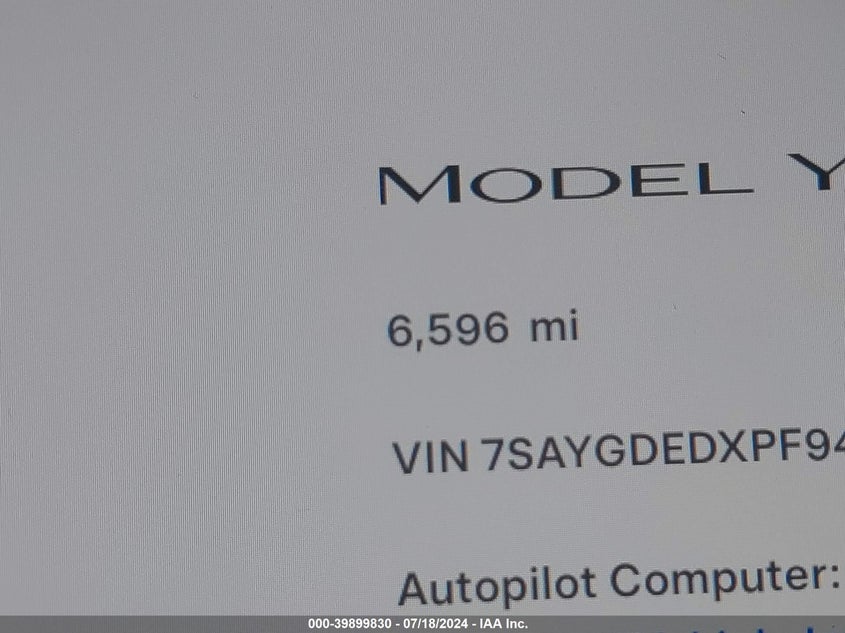 MODEL Y
6,596 mi
VIN 7SAYGDEDXPF94
Autopilot Computer:
000-39899830 - 07/18/2024 - IAA Inc.